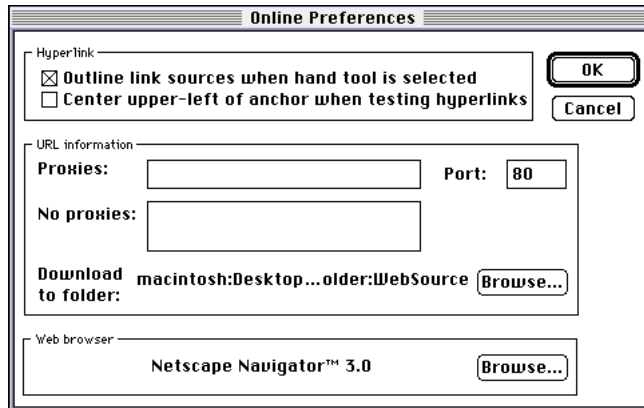 Online Preferences
Hyperlink
Outline link sources when hand tool is selected
Center upper-left of anchor when testing hyperlinks
OK
Cancel
URL information
Proxies:
Port: 80
No proxies:
Download
to folder:
macintosh:Desktop...older:WebSource
Browse...
Web browser
Netscape Navigator™ 3.0
Browse...